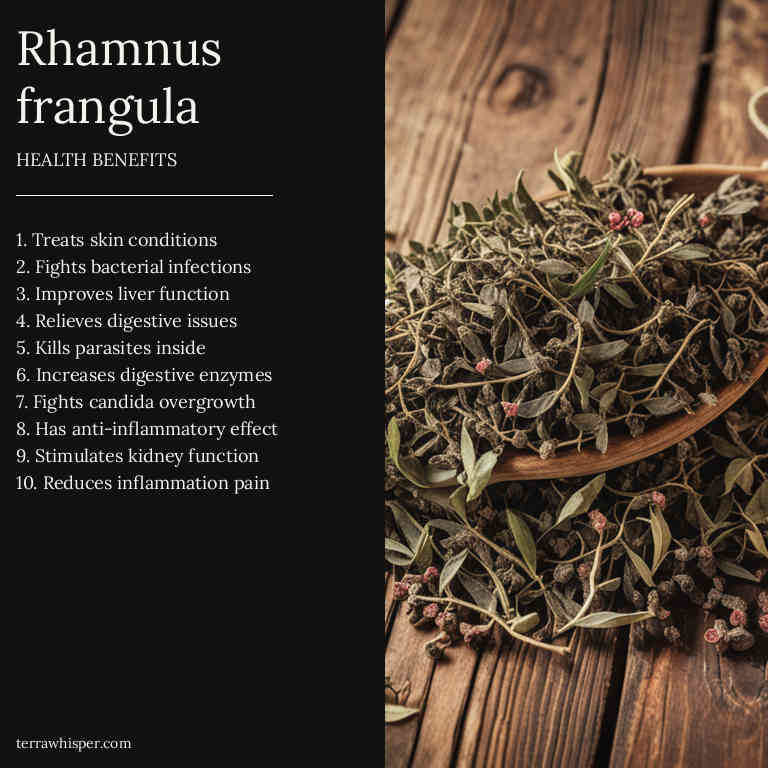 Rhamnus
frangula
HEALTH BENEFITS
1. Treats skin conditions
2. Fights bacterial infections
3. Improves liver function
4. Relieves digestive issues
5. Kills parasites inside
6. Increases digestive enzymes
7. Fights candida overgrowth
8. Has anti-inflammatory effect
9. Stimulates kidney function
10. Reduces inflammation pain
terrawhisper.com